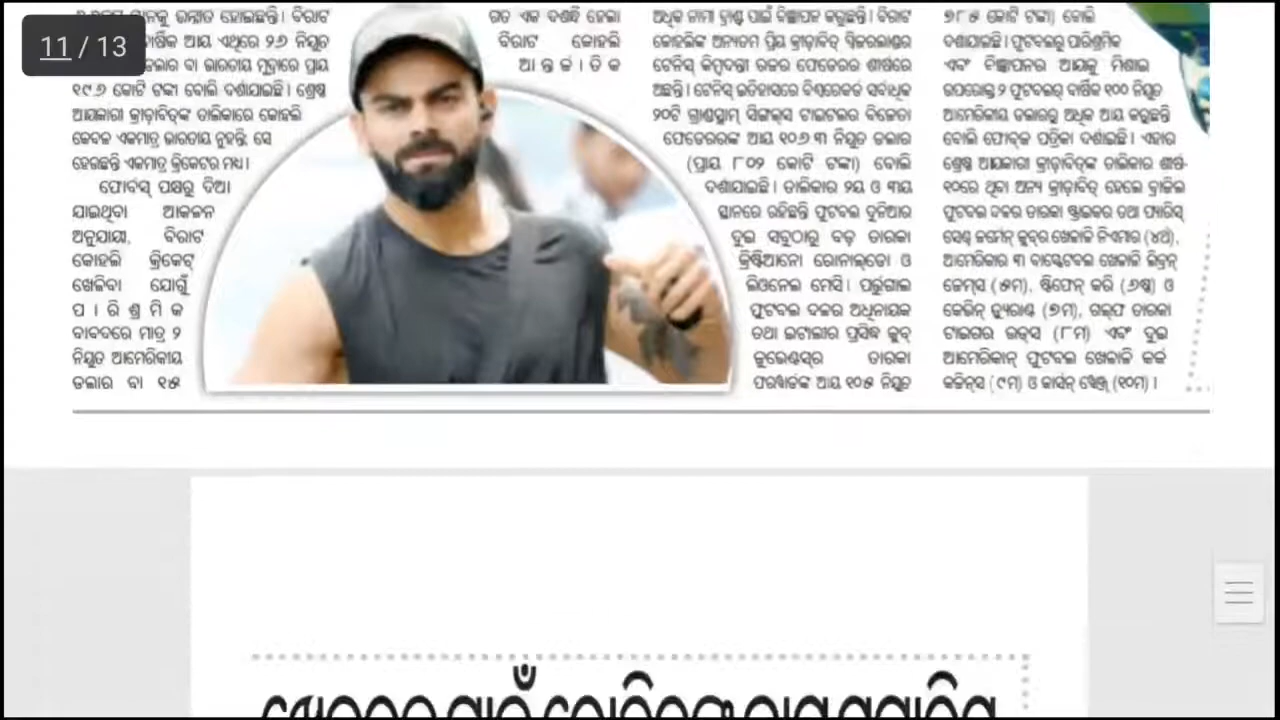 11 / 13
ଉନ୍ନୀତ ହୋଇଛନ୍ତି। ବିରାଟ
ବାର୍ଷିକ ଆୟ ଏଥିରେ ୨୬ ନିୟୁତ
ଡଲାର ବା ଭାରତୀୟ ମୁଦ୍ରାରେ ପ୍ରାୟ
୧୯୬ କୋଟି ଟଙ୍କା ବୋଲି ଦର୍ଶାଯାଇଛି। ଶ୍ରେଷ୍ଠ
ଆୟକାରୀ କ୍ରୀଡ଼ାବିତ୍‌ଙ୍କ ତାଲିକାରେ କୋହଲି
କେବଳ ଏକମାତ୍ର ଭାରତୀୟ ନୁହନ୍ତି, ସେ
ହେଉଛନ୍ତି ଏକମାତ୍ର କ୍ରିକେଟର ମଧ୍ୟ।
ଫୋର୍ବସ୍ ପକ୍ଷରୁ ଦିଆ
ଯାଇଥିବା ଆକଳନ
ଅନୁଯାୟୀ, ବିରାଟ
କୋହଲି କ୍ରିକେଟ୍
ଖେଳିବା ଯୋଗୁଁ
ପାରିଶ୍ରମିକ
ବାବଦରେ ମାତ୍ର ୨
ନିୟୁତ ଆମେରିକୀୟ
ଡଲାର ବା ୧୫
ଗତ ଏକ ଦଶନ୍ଧି ହେଲା
ବିରାଟ କୋହଲି
ଆନ୍ତର୍ଜାତିକ
ଅଧିକ ନାମୀ ବ୍ରାଣ୍ଡ ପାଇଁ ବିଜ୍ଞାପନ କରୁଛନ୍ତି। ବିରାଟ
କୋହଲିଙ୍କ ଅନ୍ୟତମ ପ୍ରିୟ କ୍ରୀଡ଼ାବିତ୍ ସ୍ୱିଜରଲାଣ୍ଡର
ଟେନିସ୍ କିମ୍ବଦନ୍ତୀ ରଜର ଫେଡେରର ଶୀର୍ଷରେ
ଅଛନ୍ତି। ଟେନିସ୍ ଇତିହାସରେ ବିଶ୍ୱରେକର୍ଡ ସର୍ବାଧିକ
୨୦ଟି ଗ୍ରାଣ୍ଡସ୍ଲାମ୍ ସିଙ୍ଗଲ୍ସ ଟାଇଟଲର ବିଜେତା
ଫେଡେରରଙ୍କ ଆୟ ୧୦୬.୩ ନିୟୁତ ଡଲାର
(ପ୍ରାୟ ୮୦୨ କୋଟି ଟଙ୍କା) ବୋଲି
ଦର୍ଶାଯାଇଛି। ତାଲିକାର ୨ୟ ଓ ୩ୟ
ସ୍ଥାନରେ ରହିଛନ୍ତି ଫୁଟବଲ ଦୁନିଆର
ଦୁଇ ସବୁଠାରୁ ବଡ଼ ତାରକା
କ୍ରିଷ୍ଟିଆନୋ ରୋନାଲ୍‌ଡୋ ଓ
ଲିଓନେଲ ମେସି। ପର୍ତ୍ତୁଗାଲ
ଫୁଟବଲ ଦଳର ଅଧିନାୟକ
ତଥା ଇଟାଲୀର ପ୍ରସିଦ୍ଧ କ୍ଲବ୍
ଜୁଭେଣ୍ଟସ୍‌ର ତାରକା
ଫରୱାର୍ଡଙ୍କ ଆୟ ୧୦୫ ନିୟୁତ
୭୮୫ କୋଟି ଟଙ୍କା) ବୋଲି
ଦର୍ଶାଯାଇଛି। ଫୁଟବଲରୁ ପାରିଶ୍ରମିକ
ଏବଂ ବିଜ୍ଞାପନର ଆୟକୁ ମିଶାଇ
ଉପରୋକ୍ତ ୨ ଫୁଟବଲର୍ ବାର୍ଷିକ ୧୦୦ ନିୟୁତ
ଆମେରିକୀୟ ଡଲାରରୁ ଅଧିକ ଆୟ କରୁଛନ୍ତି
ବୋଲି ଫୋର୍ବ୍ସ ପତ୍ରିକା ଦର୍ଶାଇଛି। ଏହାର
ଶ୍ରେଷ୍ଠ ଆୟକାରୀ କ୍ରୀଡ଼ାବିତ୍‌ଙ୍କ ତାଲିକାର ଶୀର୍ଷ-
୧୦ରେ ଥିବା ଅନ୍ୟ କ୍ରୀଡ଼ାବିତ୍ ହେଲେ ବ୍ରାଜିଲ
ଫୁଟବଲ ଦଳର ତାରକା ଷ୍ଟ୍ରାଇକର ତଥା ପ୍ୟାରିସ୍
ସେଣ୍ଟ ଜର୍ମେନ୍ କ୍ଲବ୍‌ର ଖେଳାଳି ନିଏମାର (୪ର୍ଥ),
ଆମେରିକାର ୩ ବାସ୍କେଟବଲ ଖେଳାଳି ଲିବ୍ରନ୍
ଜେମ୍‌ସ (୫ମ), ଷ୍ଟିଫେନ୍ କରି (୬ଷ୍ଠ) ଓ
କେଭିନ୍ ଡ୍ୟୁରାଣ୍ଟ (୭ମ), ଗଲ୍‌ଫ ତାରକା
ଟାଇଗର ଉଡ୍‌ସ (୮ମ) ଏବଂ ଦୁଇ
ଆମେରିକାନ୍ ଫୁଟବଲ ଖେଳାଳି କର୍କ
କଜିନ୍‌ସ (୯ମ) ଓ କାର୍ସନ୍ ୱେଣ୍ଟଜ୍ (୧୦ମ)।